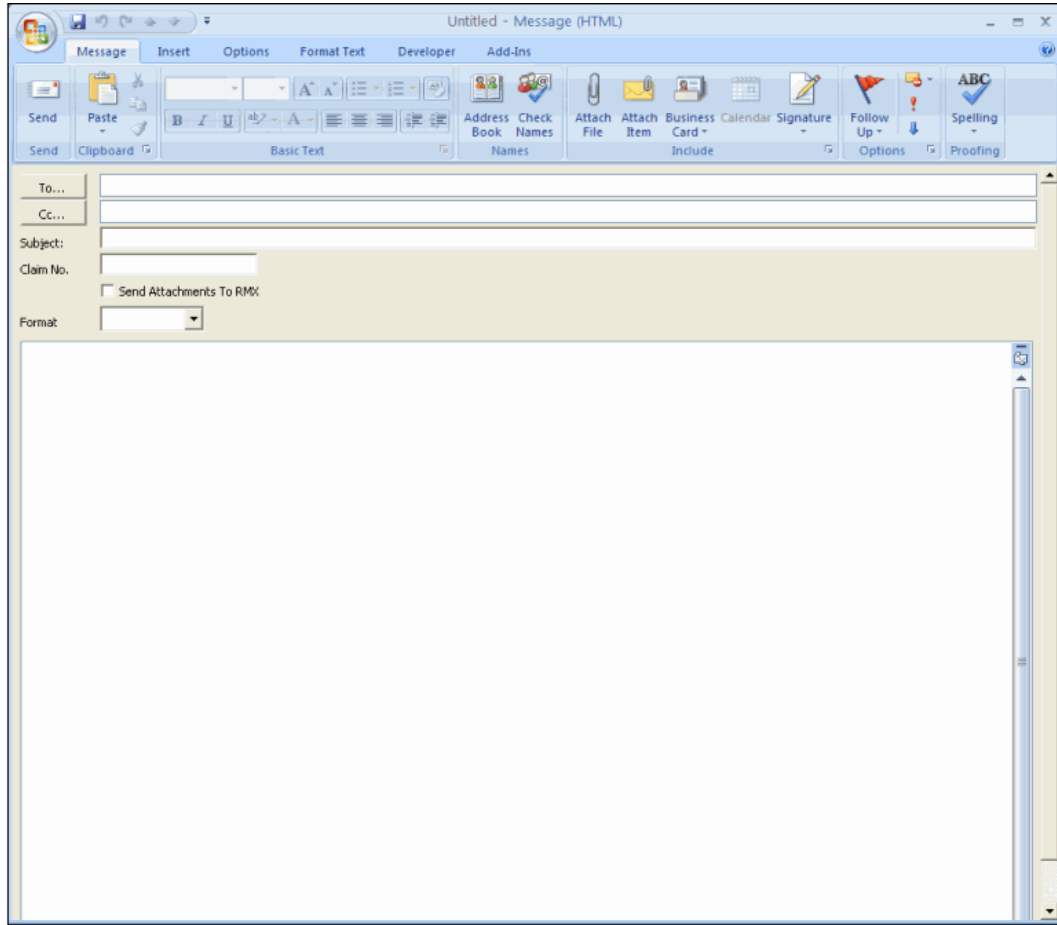 Untitled - Message (HTML)
Message Insert Options Format Text Developer Add-Ins
Send Paste B I U ab A A A Address Book Check Names Attach File Attach Item Business Card Calendar Signature Follow Up ABC Spelling
Send Clipboard Basic Text Names Include Options Proofing
To...
Cc...
Subject:
Claim No.
Send Attachments To RMX
Format